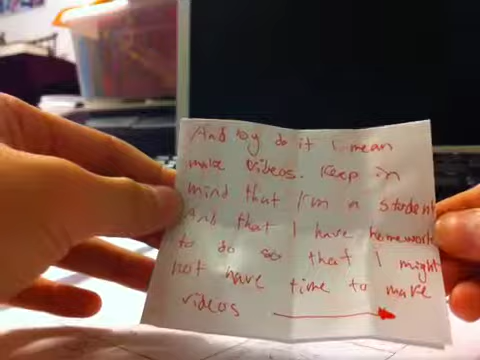 And by do it I mean
make videos. Keep in
mind that I'm a student
And that I have homework
to do so that I might
not have time to make
videos